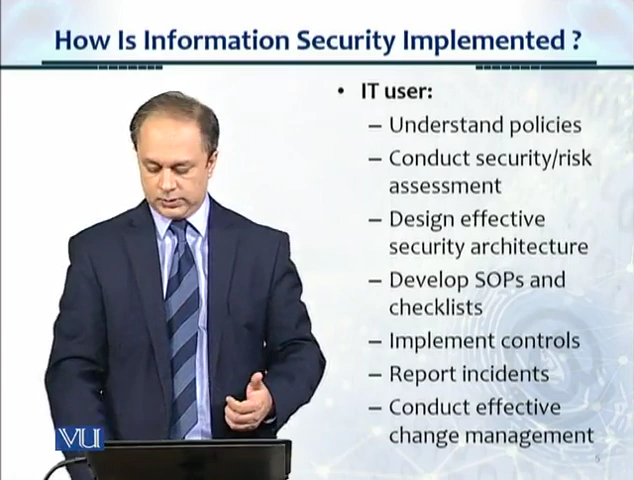 How Is Information Security Implemented ?
• IT user:
– Understand policies
– Conduct security/risk
assessment
– Design effective
security architecture
– Develop SOPs and
checklists
– Implement controls
– Report incidents
– Conduct effective
change management
VU
5